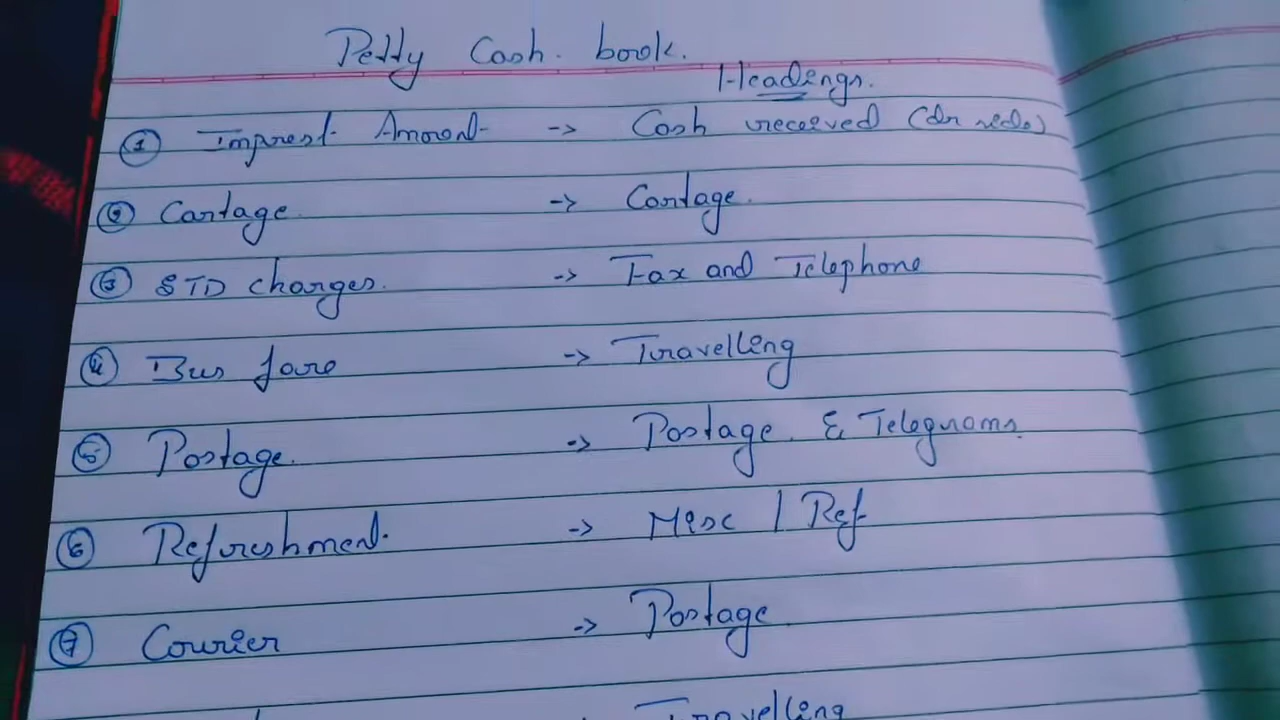 Petty Cash. book.
Headings.
① Imprest Amount -> Cash received (dr side)
② Cartage. -> Cartage.
③ STD charges. -> Fax and Telephone
④ Bus fare -> Travelling
⑤ Postage. -> Postage. & Telegrams.
⑥ Refreshment. -> Misc / Ref
⑦ Courier -> Postage
Travelling